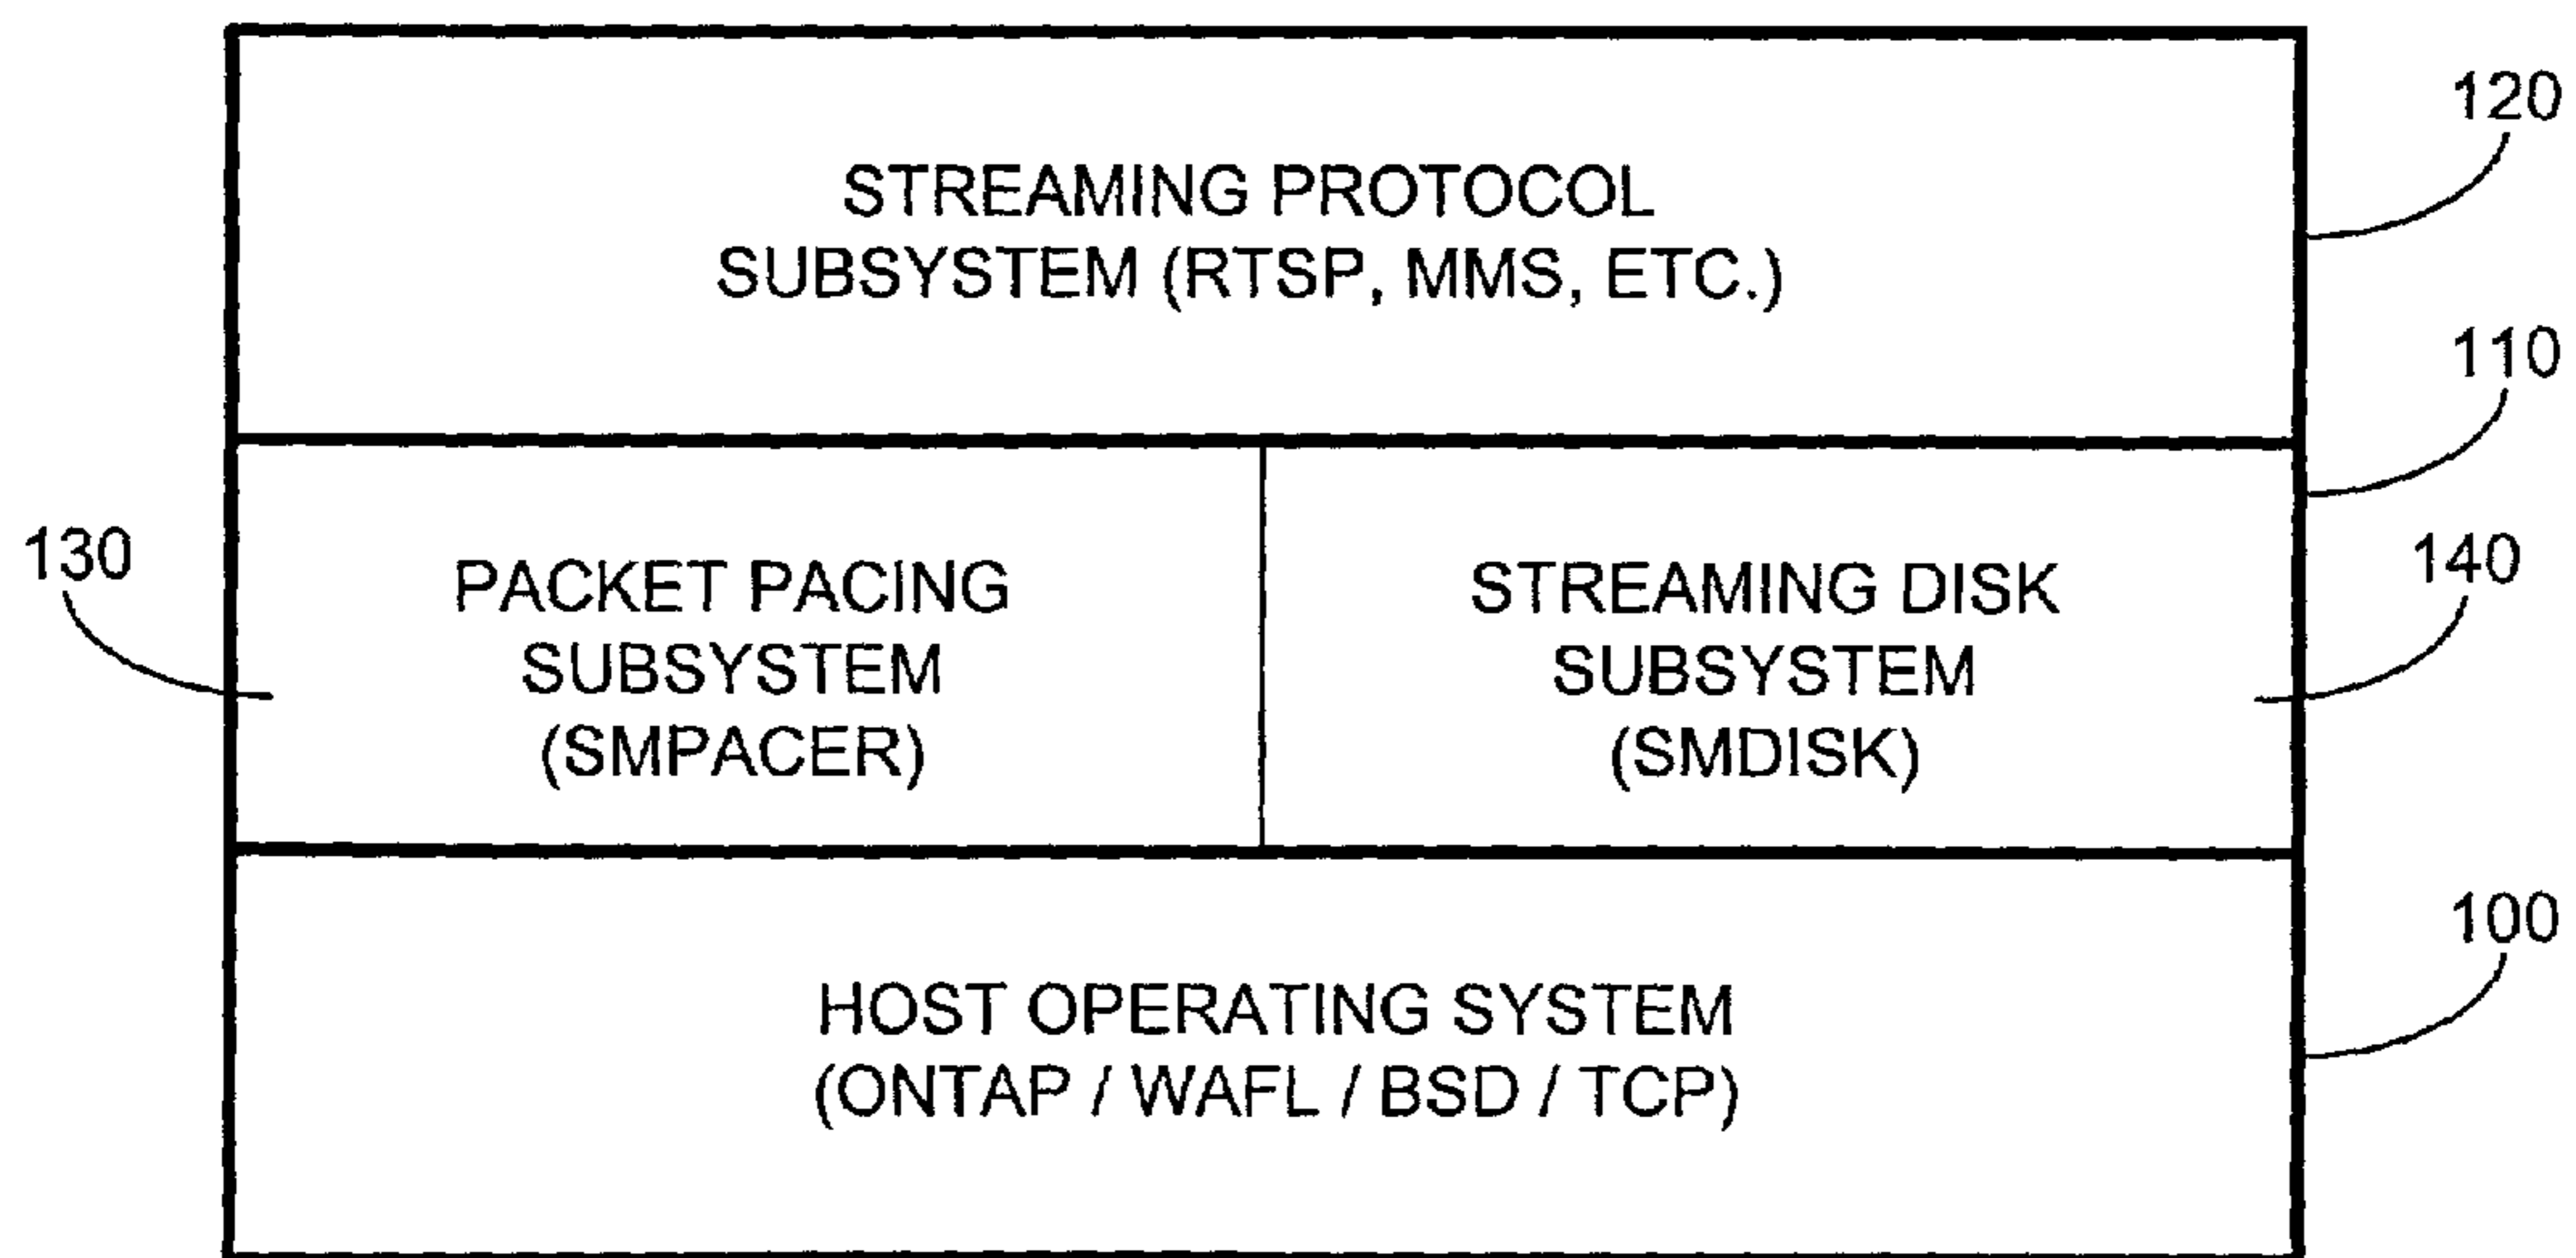 STREAMING PROTOCOL
SUBSYSTEM (RTSP, MMS, ETC.)
120
110
130
PACKET PACING
SUBSYSTEM
(SMPACER)
STREAMING DISK
SUBSYSTEM
(SMDISK)
140
HOST OPERATING SYSTEM
(ONTAP / WAFL / BSD / TCP)
100